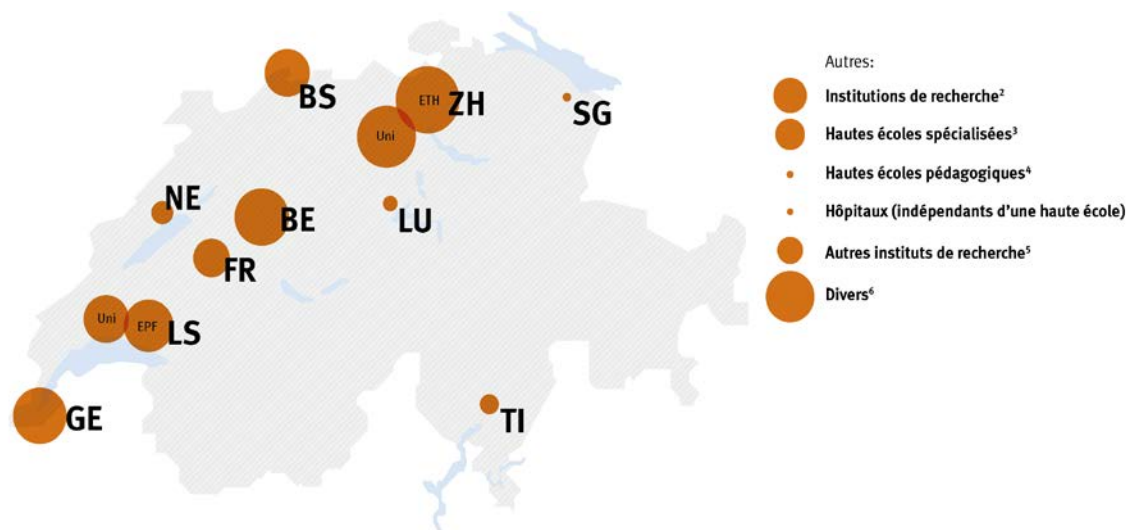 BS
ETH
ZH
Uni
SG
NE
BE
LU
FR
Uni
EPF
LS
GE
TI
Autres:
Institutions de recherche²
Hautes écoles spécialisées³
Hautes écoles pédagogiques⁴
Hôpitaux (indépendants d'une haute école)
Autres instituts de recherche⁵
Divers⁶